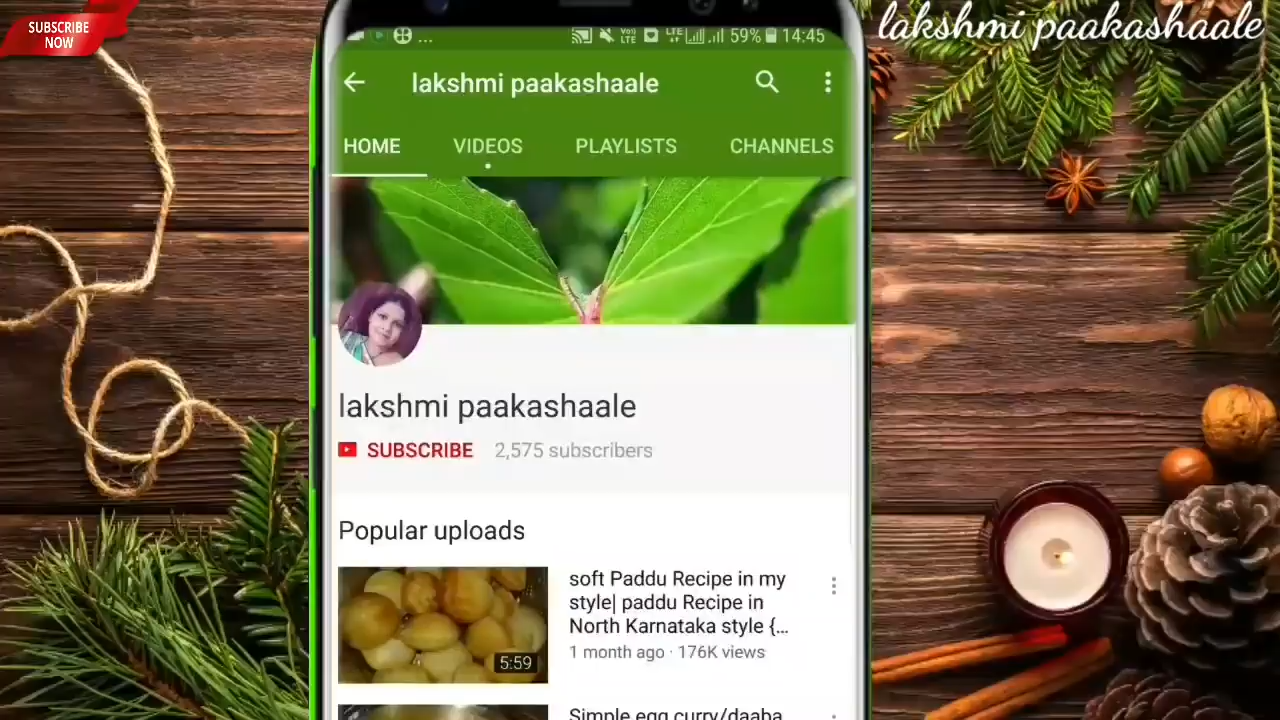 SUBSCRIBE
NOW
lakshmi paakashaale
... LTE 59% 14:45
lakshmi paakashaale
HOME VIDEOS PLAYLISTS CHANNELS
lakshmi paakashaale
SUBSCRIBE 2,575 subscribers
Popular uploads
soft Paddu Recipe in my
style| paddu Recipe in
North Karnataka style {...
1 month ago · 176K views
5:59
Simple egg curry/daaba